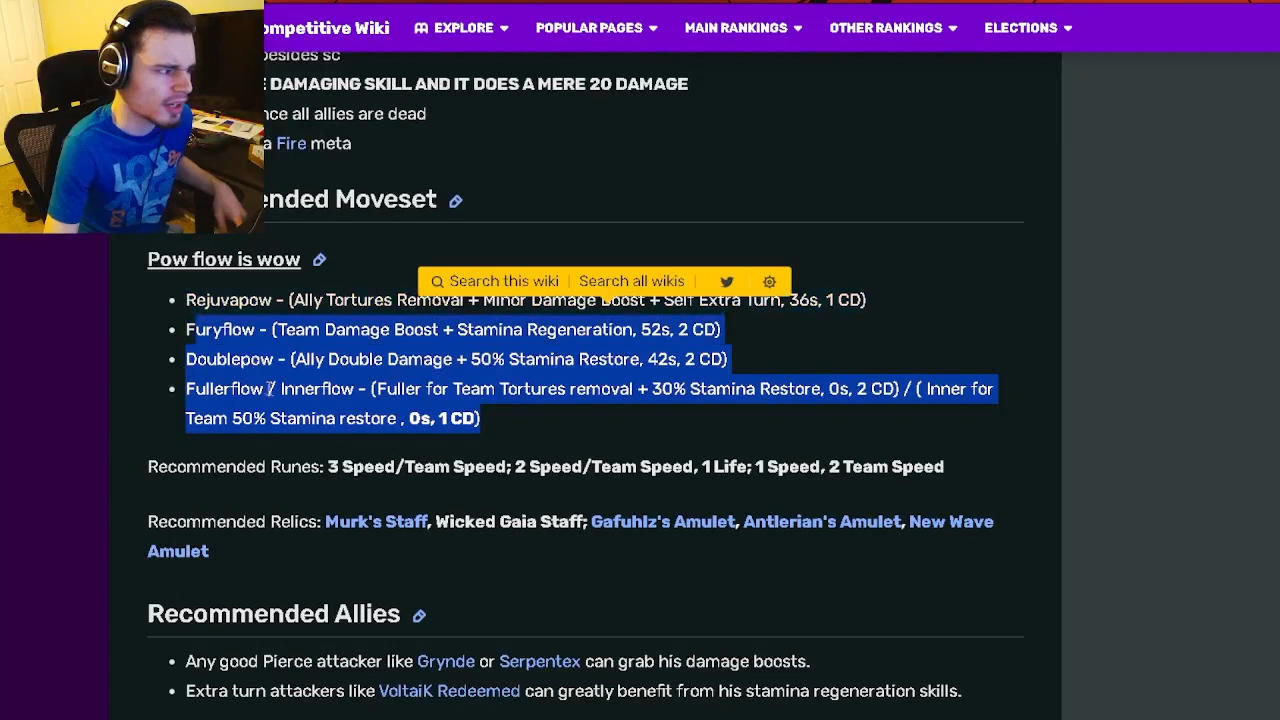 ompetitive Wiki EXPLORE POPULAR PAGES MAIN RANKINGS OTHER RANKINGS ELECTIONS
besides sc
DAMAGING SKILL AND IT DOES A MERE 20 DAMAGE
nce all allies are dead
a Fire meta
ended Moveset
Pow flow is wow
Search this wiki Search all wikis
Rejuvapow - (Ally Tortures Removal + Minor Damage Boost + Self Extra Turn, 36s, 1 CD)
Furyflow - (Team Damage Boost + Stamina Regeneration, 52s, 2 CD)
Doublepow - (Ally Double Damage + 50% Stamina Restore, 42s, 2 CD)
Fullerflow / Innerflow - (Fuller for Team Tortures removal + 30% Stamina Restore, 0s, 2 CD) / ( Inner for
Team 50% Stamina restore , 0s, 1 CD)
Recommended Runes: 3 Speed/Team Speed; 2 Speed/Team Speed, 1 Life; 1 Speed, 2 Team Speed
Recommended Relics: Murk's Staff, Wicked Gaia Staff; Gafuhlz's Amulet, Antlerian's Amulet, New Wave
Amulet
Recommended Allies
Any good Pierce attacker like Grynde or Serpentex can grab his damage boosts.
Extra turn attackers like VoltaiK Redeemed can greatly benefit from his stamina regeneration skills.